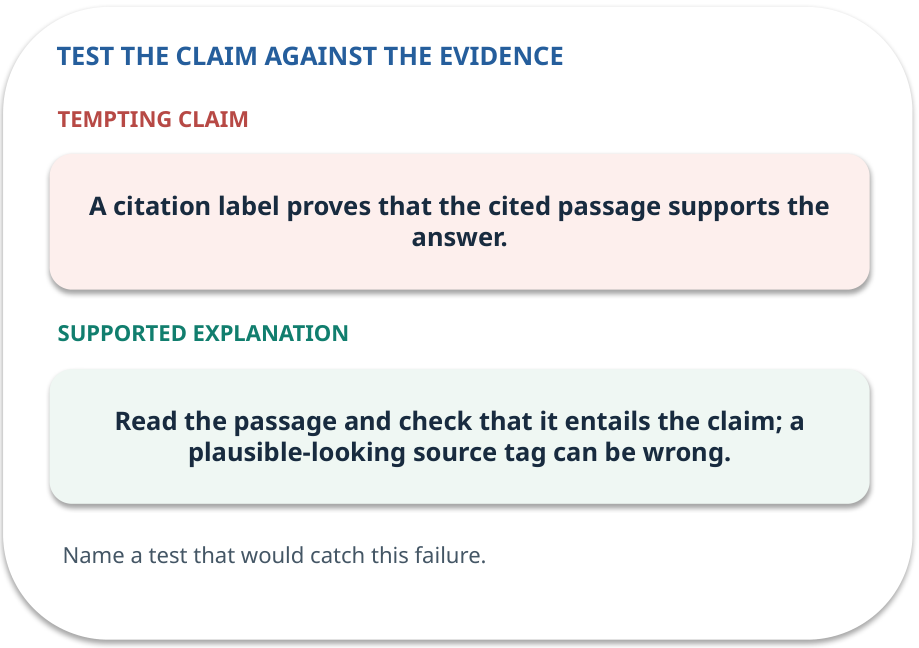 TEST THE CLAIM AGAINST THE EVIDENCE
TEMPTING CLAIM
A citation label proves that the cited passage supports the
answer.
SUPPORTED EXPLANATION
Read the passage and check that it entails the claim; a
plausible-looking source tag can be wrong.
Name a test that would catch this failure.